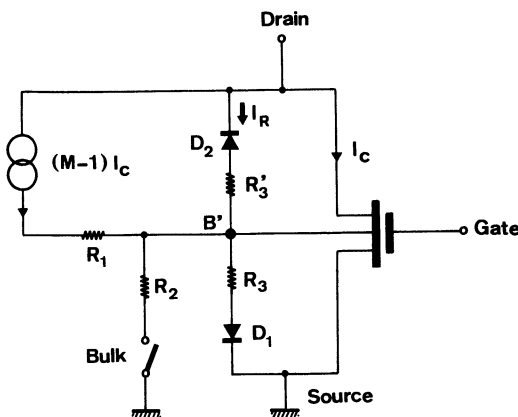 Drain
I_R
D_2
(M-1) I_C
I_C
R'_3
B'
Gate
R_1
R_3
R_2
D_1
Bulk
Source